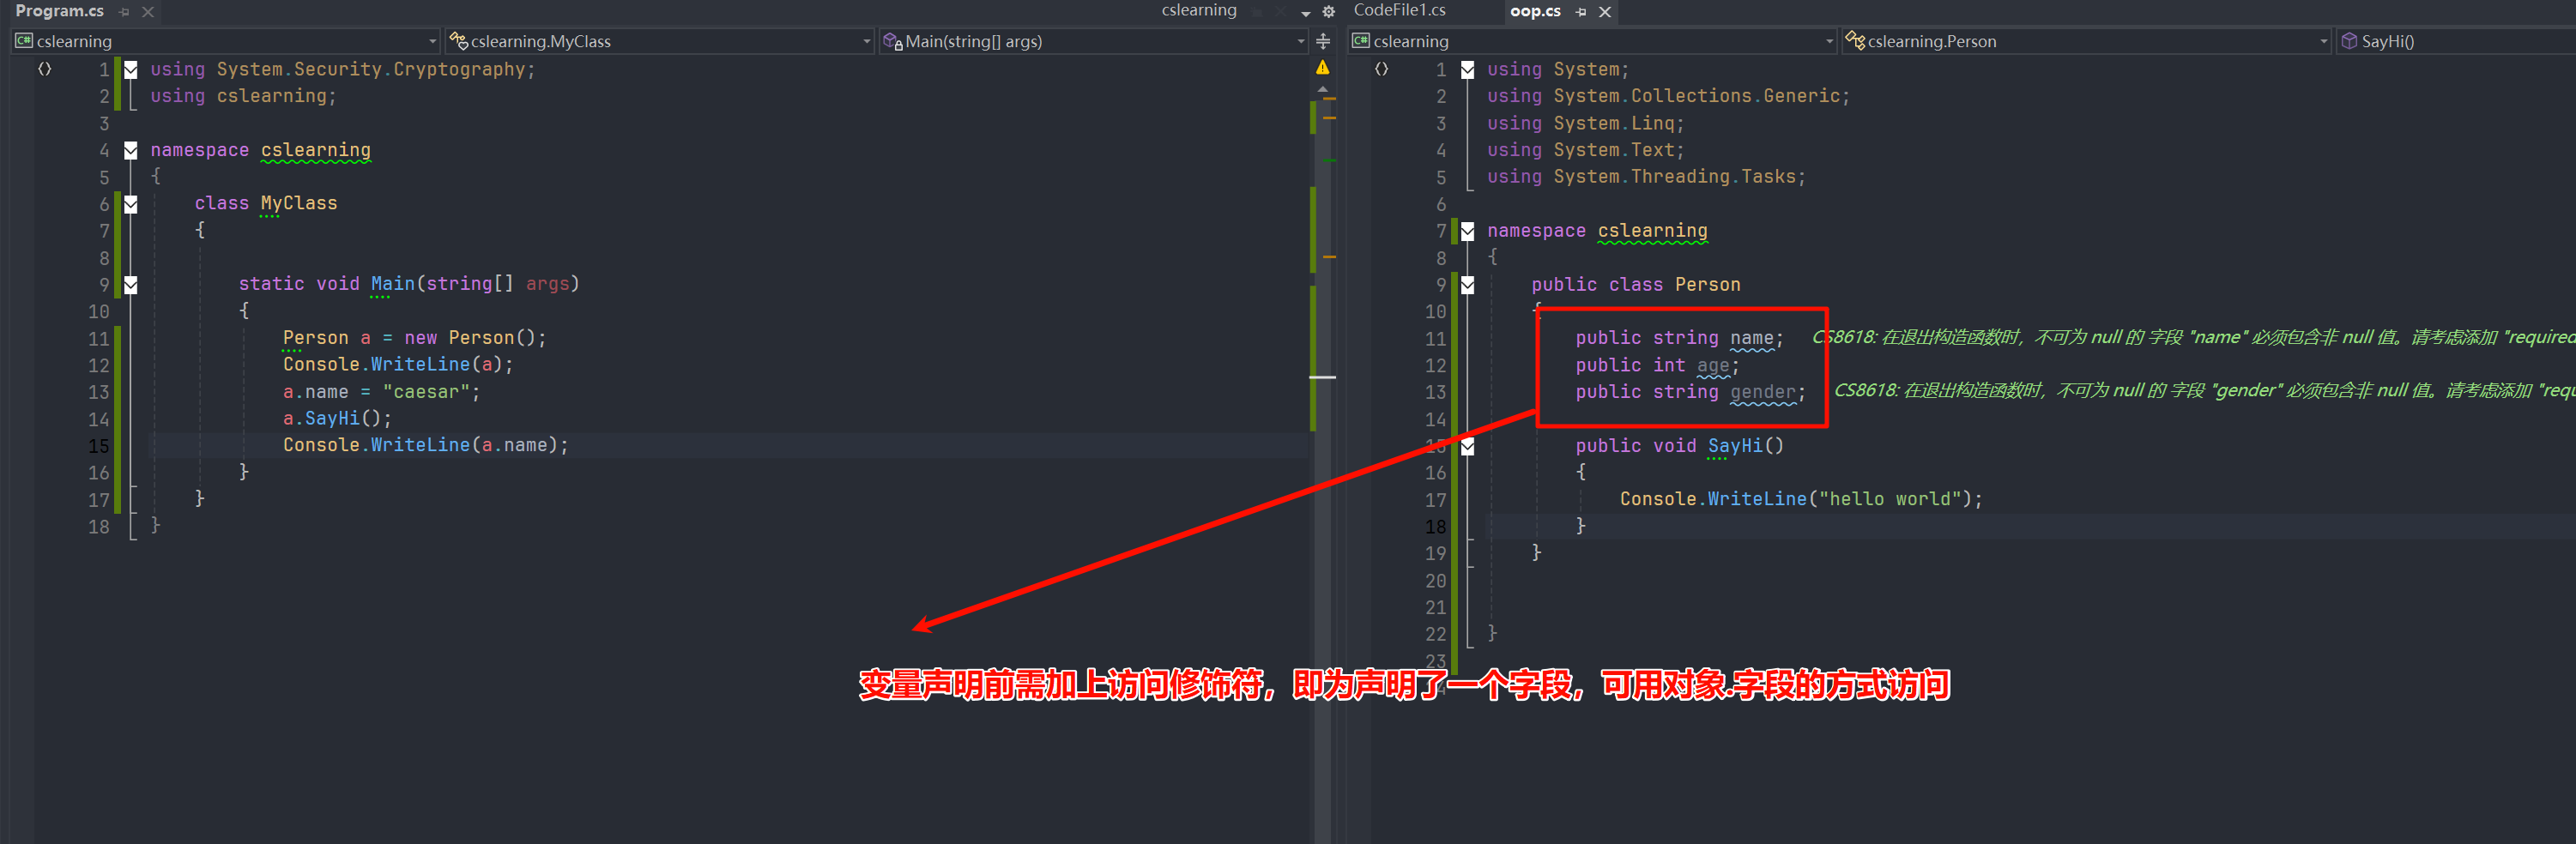 Program.cs
cslearning
cslearning
cslearning.MyClass
Main(string[] args)
1 using System.Security.Cryptography;
2 using cslearning;
3
4 namespace cslearning
5 {
6 class MyClass
7 {
8
9 static void Main(string[] args)
10 {
11 Person a = new Person();
12 Console.WriteLine(a);
13 a.name = "caesar";
14 a.SayHi();
15 Console.WriteLine(a.name);
16 }
17 }
18 }
CodeFile1.cs
oop.cs
cslearning
cslearning.Person
SayHi()
1 using System;
2 using System.Collections.Generic;
3 using System.Linq;
4 using System.Text;
5 using System.Threading.Tasks;
6
7 namespace cslearning
8 {
9 public class Person
10 {
11 public string name; CS8618: 在退出构造函数时，不可为 null 的 字段 "name" 必须包含非 null 值。请考虑添加 "required
12 public int age;
13 public string gender; CS8618: 在退出构造函数时，不可为 null 的 字段 "gender" 必须包含非 null 值。请考虑添加 "requ
14
15 public void SayHi()
16 {
17 Console.WriteLine("hello world");
18 }
19 }
20
21
22 }
23
变量声明前需加上访问修饰符，即为声明了一个字段，可用对象.字段的方式访问